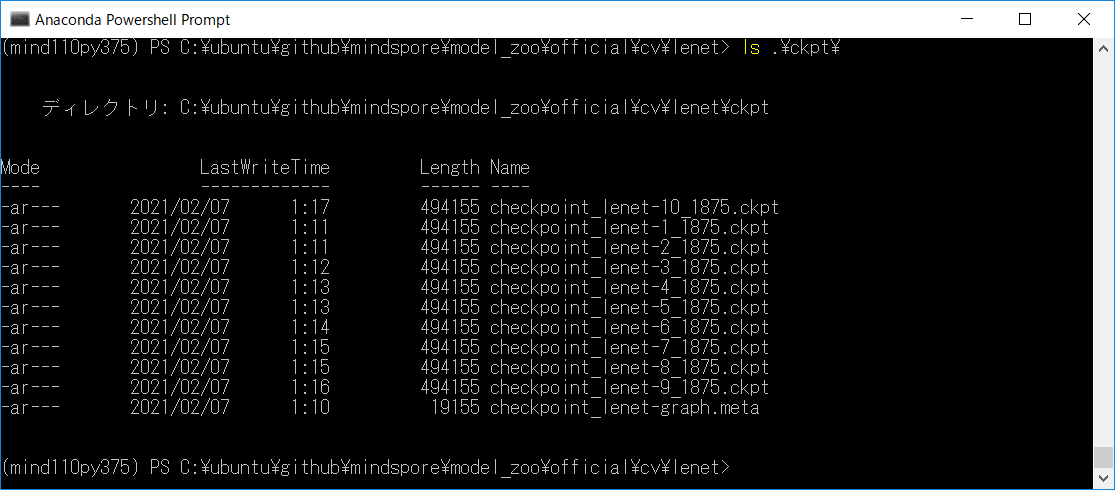 Anaconda Powershell Prompt
(mind110py375) PS C:¥ubuntu¥github¥mindspore¥model_zoo¥official¥cv¥lenet> ls .¥ckpt¥
ディレクトリ: C:¥ubuntu¥github¥mindspore¥model_zoo¥official¥cv¥lenet¥ckpt
Mode LastWriteTime Length Name
---- ------------- ------ ----
-ar--- 2021/02/07 1:17 494155 checkpoint_lenet-10_1875.ckpt
-ar--- 2021/02/07 1:11 494155 checkpoint_lenet-1_1875.ckpt
-ar--- 2021/02/07 1:11 494155 checkpoint_lenet-2_1875.ckpt
-ar--- 2021/02/07 1:12 494155 checkpoint_lenet-3_1875.ckpt
-ar--- 2021/02/07 1:13 494155 checkpoint_lenet-4_1875.ckpt
-ar--- 2021/02/07 1:13 494155 checkpoint_lenet-5_1875.ckpt
-ar--- 2021/02/07 1:14 494155 checkpoint_lenet-6_1875.ckpt
-ar--- 2021/02/07 1:15 494155 checkpoint_lenet-7_1875.ckpt
-ar--- 2021/02/07 1:15 494155 checkpoint_lenet-8_1875.ckpt
-ar--- 2021/02/07 1:16 494155 checkpoint_lenet-9_1875.ckpt
-ar--- 2021/02/07 1:10 19155 checkpoint_lenet-graph.meta
(mind110py375) PS C:¥ubuntu¥github¥mindspore¥model_zoo¥official¥cv¥lenet>